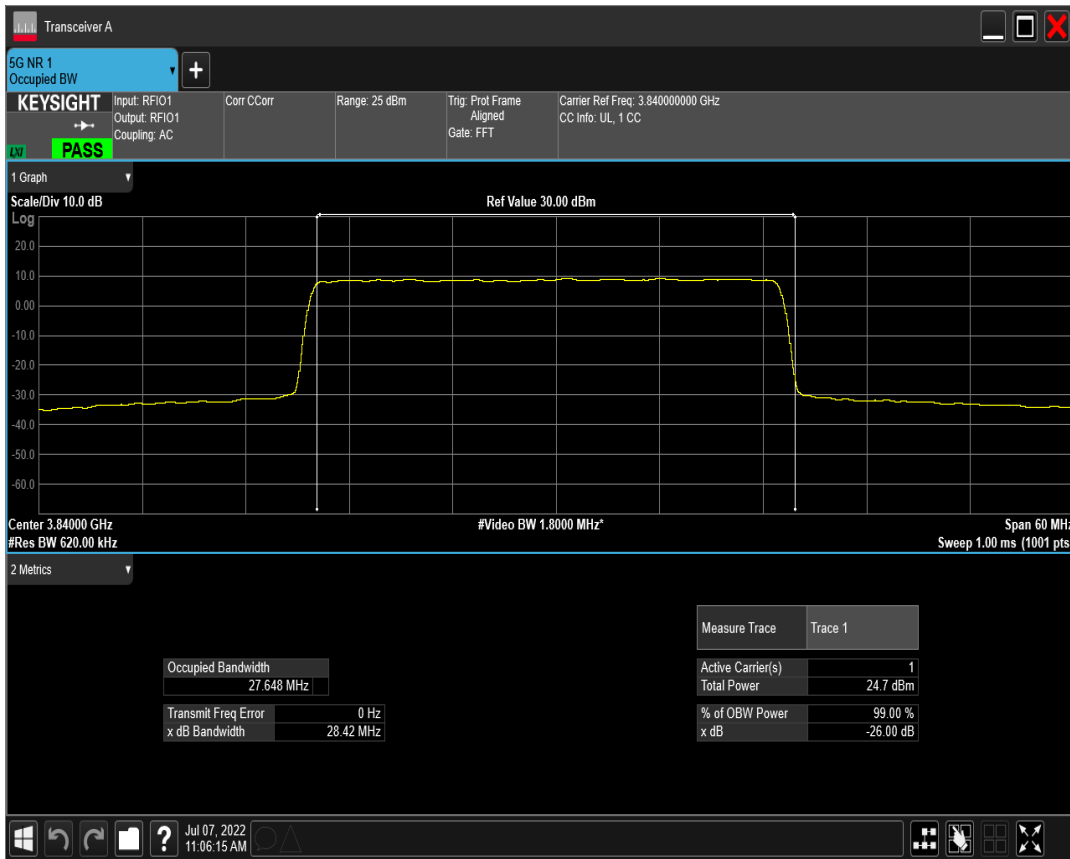 Transceiver A
5G NR 1
Occupied BW
KEYSIGHT
Input: RFIO1
Output: RFIO1
Coupling: AC
Corr CCorr
Range: 25 dBm
Trig: Prot Frame
Aligned
Gate: FFT
Carrier Ref Freq: 3.840000000 GHz
CC Info: UL, 1 CC
LXI
PASS
1 Graph
Scale/Div 10.0 dB
Ref Value 30.00 dBm
Log
20.0
10.0
0.00
-10.0
-20.0
-30.0
-40.0
-50.0
-60.0
Center 3.84000 GHz
#Video BW 1.8000 MHz*
Span 60 MHz
#Res BW 620.00 kHz
Sweep 1.00 ms (1001 pts
2 Metrics
Measure Trace
Trace 1
Occupied Bandwidth
27.648 MHz
Active Carrier(s)
1
Total Power
24.7 dBm
Transmit Freq Error
0 Hz
% of OBW Power
99.00 %
x dB Bandwidth
28.42 MHz
x dB
-26.00 dB
?
Jul 07, 2022
11:06:15 AM